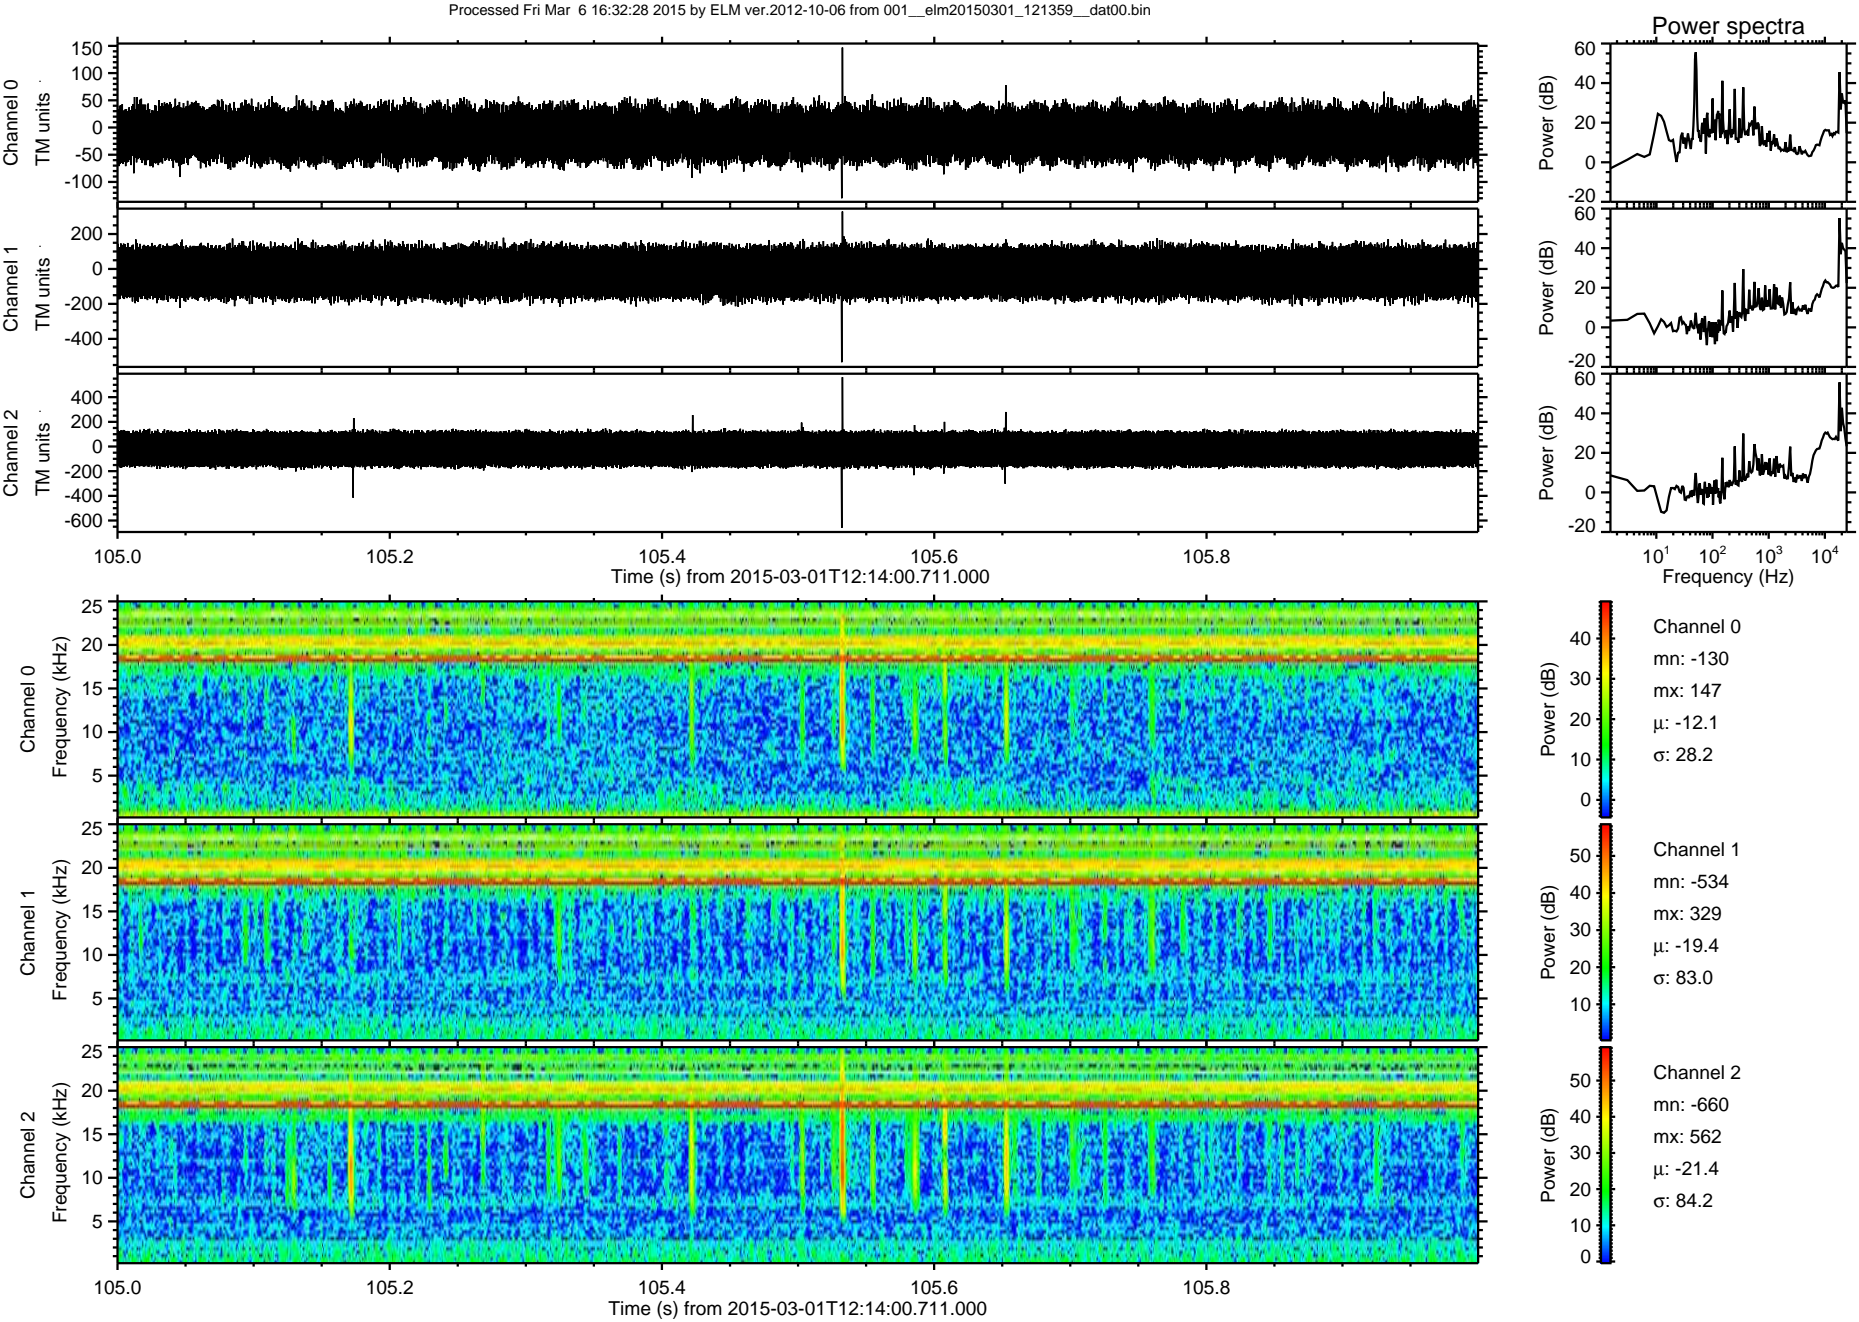 Processed Fri Mar 6 16:32:28 2015 by ELM ver.2012-10-06 from 001__elm20150301_121359__dat00.bin
Power spectra
Channel 0
TM units
150
100
50
0
-50
-100
Power (dB)
60
40
20
0
-20
Channel 1
TM units
200
0
-200
-400
Power (dB)
60
40
20
0
-20
Channel 2
TM units
400
200
0
-200
-400
-600
Power (dB)
60
40
20
0
-20
105.0 105.2 105.4 105.6 105.8
Time (s) from 2015-03-01T12:14:00.711.000
10¹ 10² 10³ 10⁴
Frequency (Hz)
Channel 0
Frequency (kHz)
25
20
15
10
5
Power (dB)
40
30
20
10
0
Channel 0
mn: -130
mx: 147
μ: -12.1
σ: 28.2
Channel 1
Frequency (kHz)
25
20
15
10
5
Power (dB)
50
40
30
20
10
Channel 1
mn: -534
mx: 329
μ: -19.4
σ: 83.0
Channel 2
Frequency (kHz)
25
20
15
10
5
Power (dB)
50
40
30
20
10
0
Channel 2
mn: -660
mx: 562
μ: -21.4
σ: 84.2
105.0 105.2 105.4 105.6 105.8
Time (s) from 2015-03-01T12:14:00.711.000